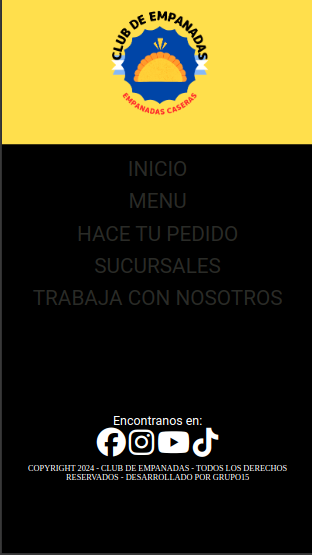 CLUB DE EMPANADAS
EMPANADAS CASERAS
INICIO
MENU
HACE TU PEDIDO
SUCURSALES
TRABAJA CON NOSOTROS
Encontranos en:
COPYRIGHT 2024 - CLUB DE EMPANADAS - TODOS LOS DERECHOS
RESERVADOS - DESARROLLADO POR GRUPO15